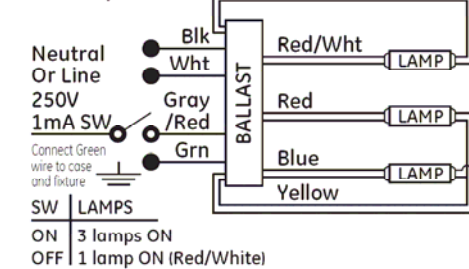 Blk
Neutral
Or Line
Wht
250V
1mA SW
Gray
/Red
Grn
Connect Green
wire to case
and fixture
BALLAST
Red/Wht
LAMP
Red
LAMP
Blue
LAMP
Yellow
SW LAMPS
ON 3 lamps ON
OFF 1 lamp ON (Red/White)